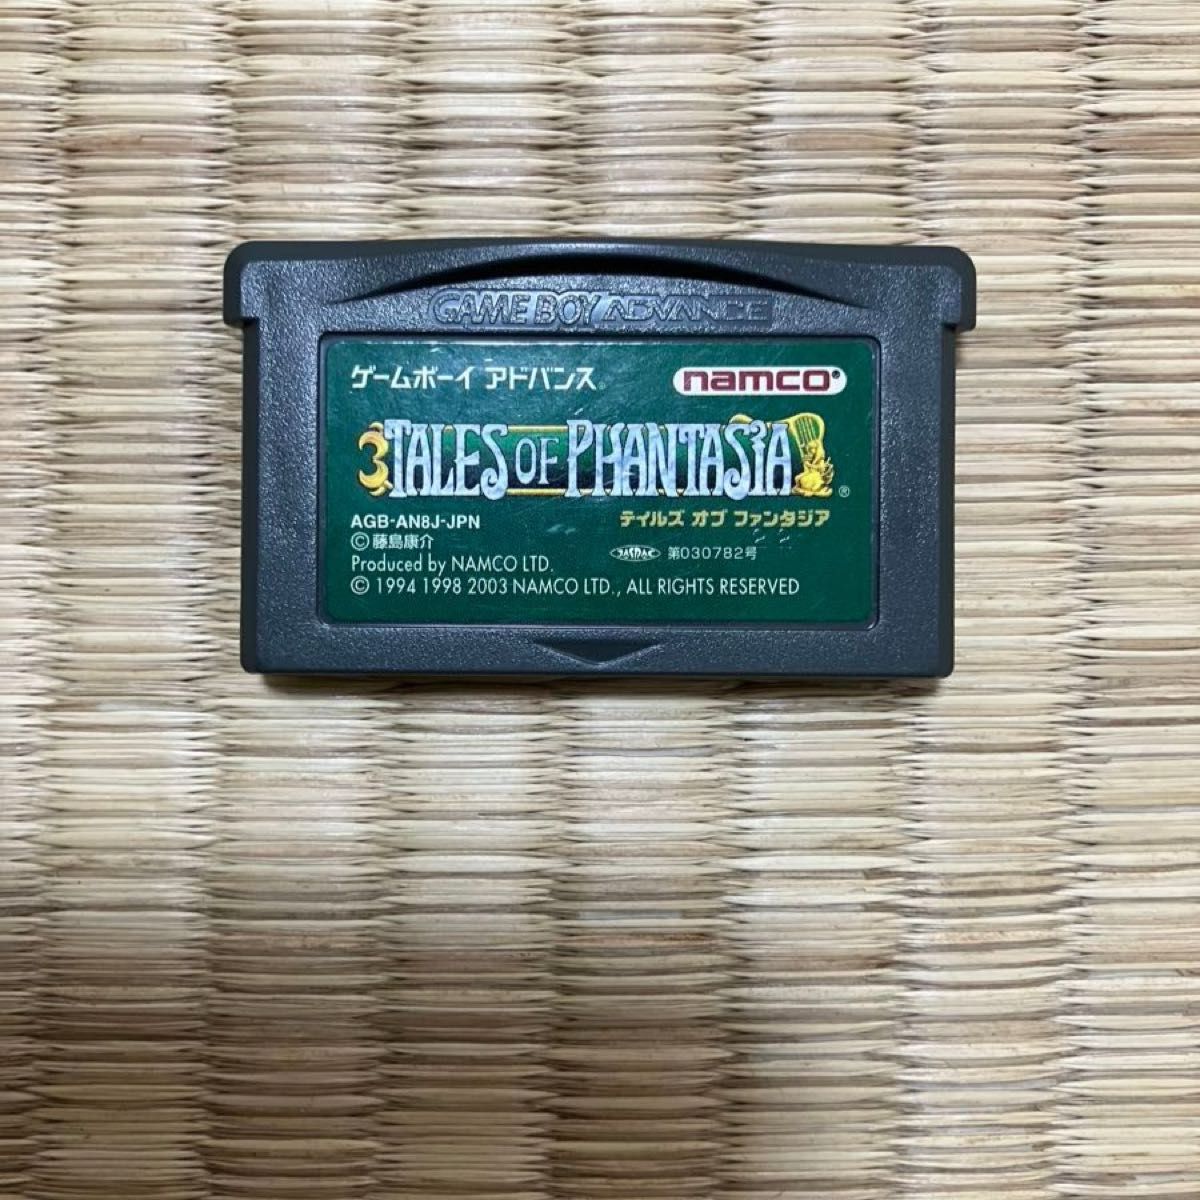 GAME BOY ADVANCE
ゲームボーイ アドバンス® namco®
TALES OF PHANTASIA®
テイルズ オブ ファンタジア
AGB-AN8J-JPN
©藤島康介
JASRAC 第030782号
Produced by NAMCO LTD.
© 1994 1998 2003 NAMCO LTD., ALL RIGHTS RESERVED